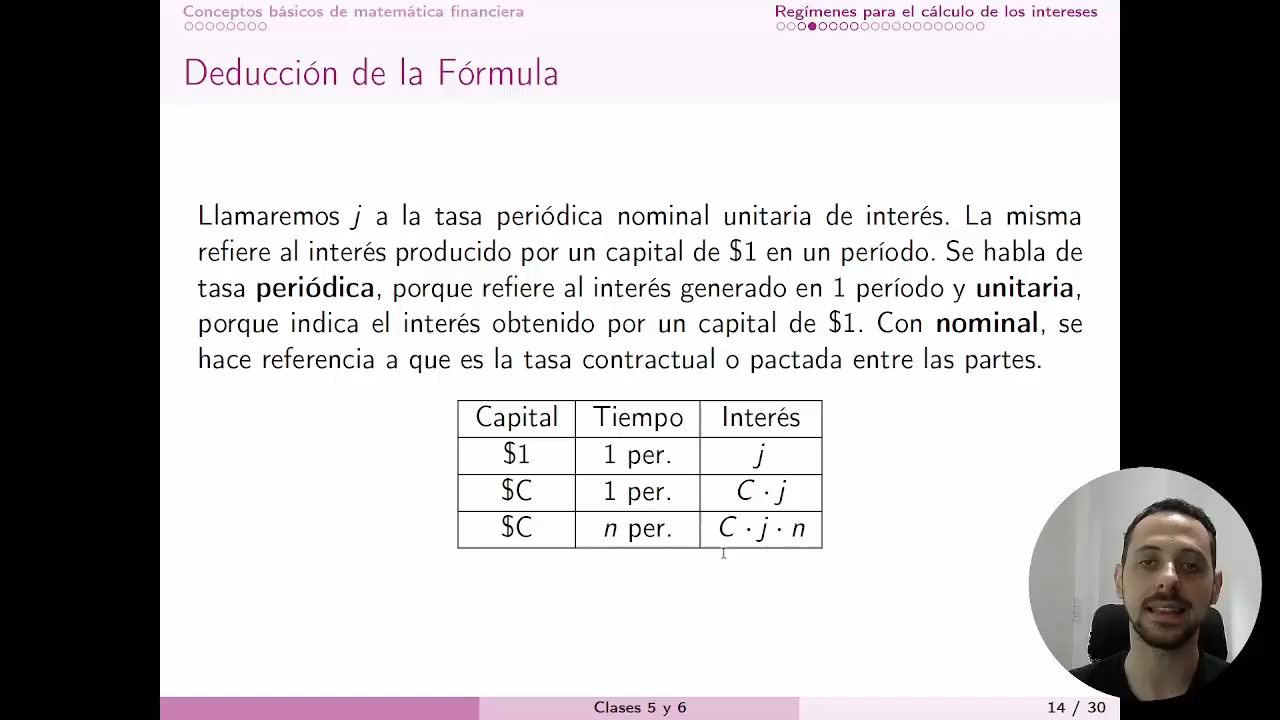 Conceptos básicos de matemática financiera
Regímenes para el cálculo de los intereses
Deducción de la Fórmula
Llamaremos j a la tasa periódica nominal unitaria de interés. La misma
refiere al interés producido por un capital de $1 en un período. Se habla de
tasa periódica, porque refiere al interés generado en 1 período y unitaria,
porque indica el interés obtenido por un capital de $1. Con nominal, se
hace referencia a que es la tasa contractual o pactada entre las partes.
Capital Tiempo Interés
$1 1 per. j
$C 1 per. C · j
$C n per. C · j · n
Clases 5 y 6
14 / 30